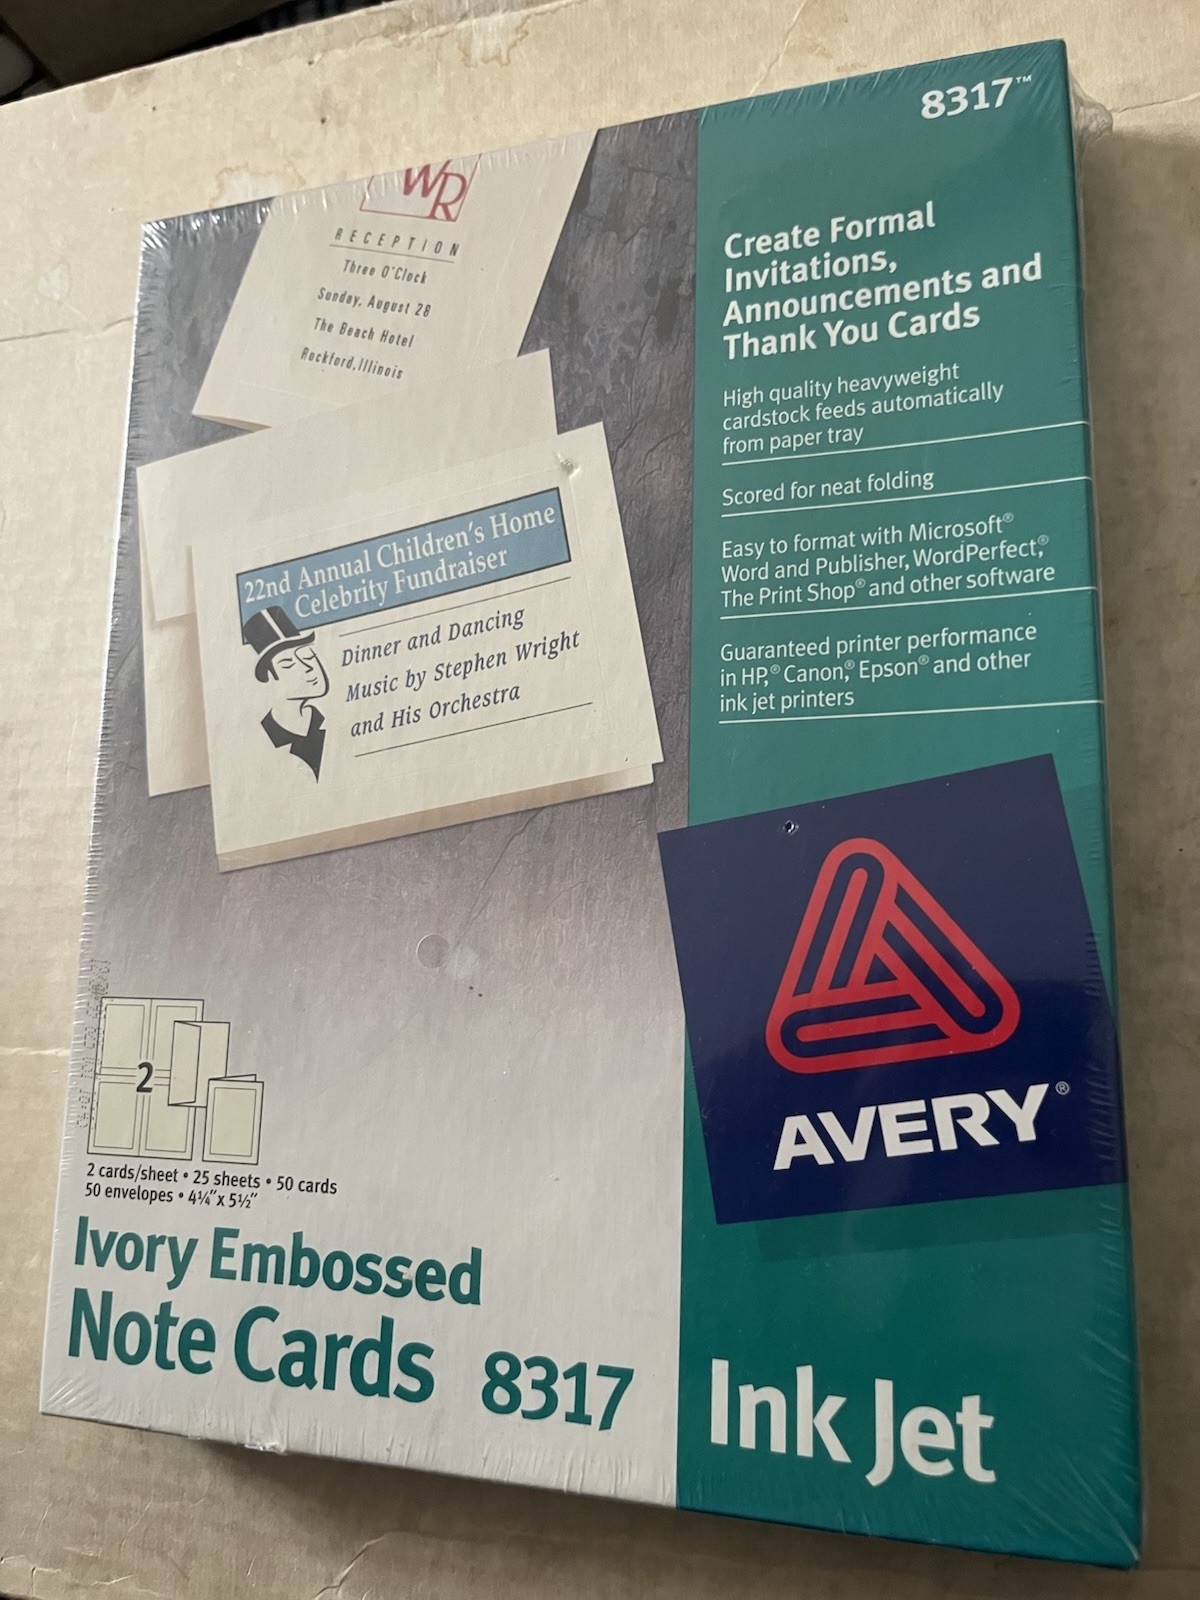 8317™
WR
RECEPTION
Three O'Clock
Sunday, August 28
The Beach Hotel
Rockford, Illinois
22nd Annual Children's Home
Celebrity Fundraiser
Dinner and Dancing
Music by Stephen Wright
and His Orchestra
Create Formal
Invitations,
Announcements and
Thank You Cards
High quality heavyweight
cardstock feeds automatically
from paper tray
Scored for neat folding
Easy to format with Microsoft®
Word and Publisher, WordPerfect,®
The Print Shop® and other software
Guaranteed printer performance
in HP,® Canon,® Epson® and other
ink jet printers
AVERY®
2
2 cards/sheet • 25 sheets • 50 cards
50 envelopes • 4¼" x 5½"
Ivory Embossed
Note Cards 8317
Ink Jet